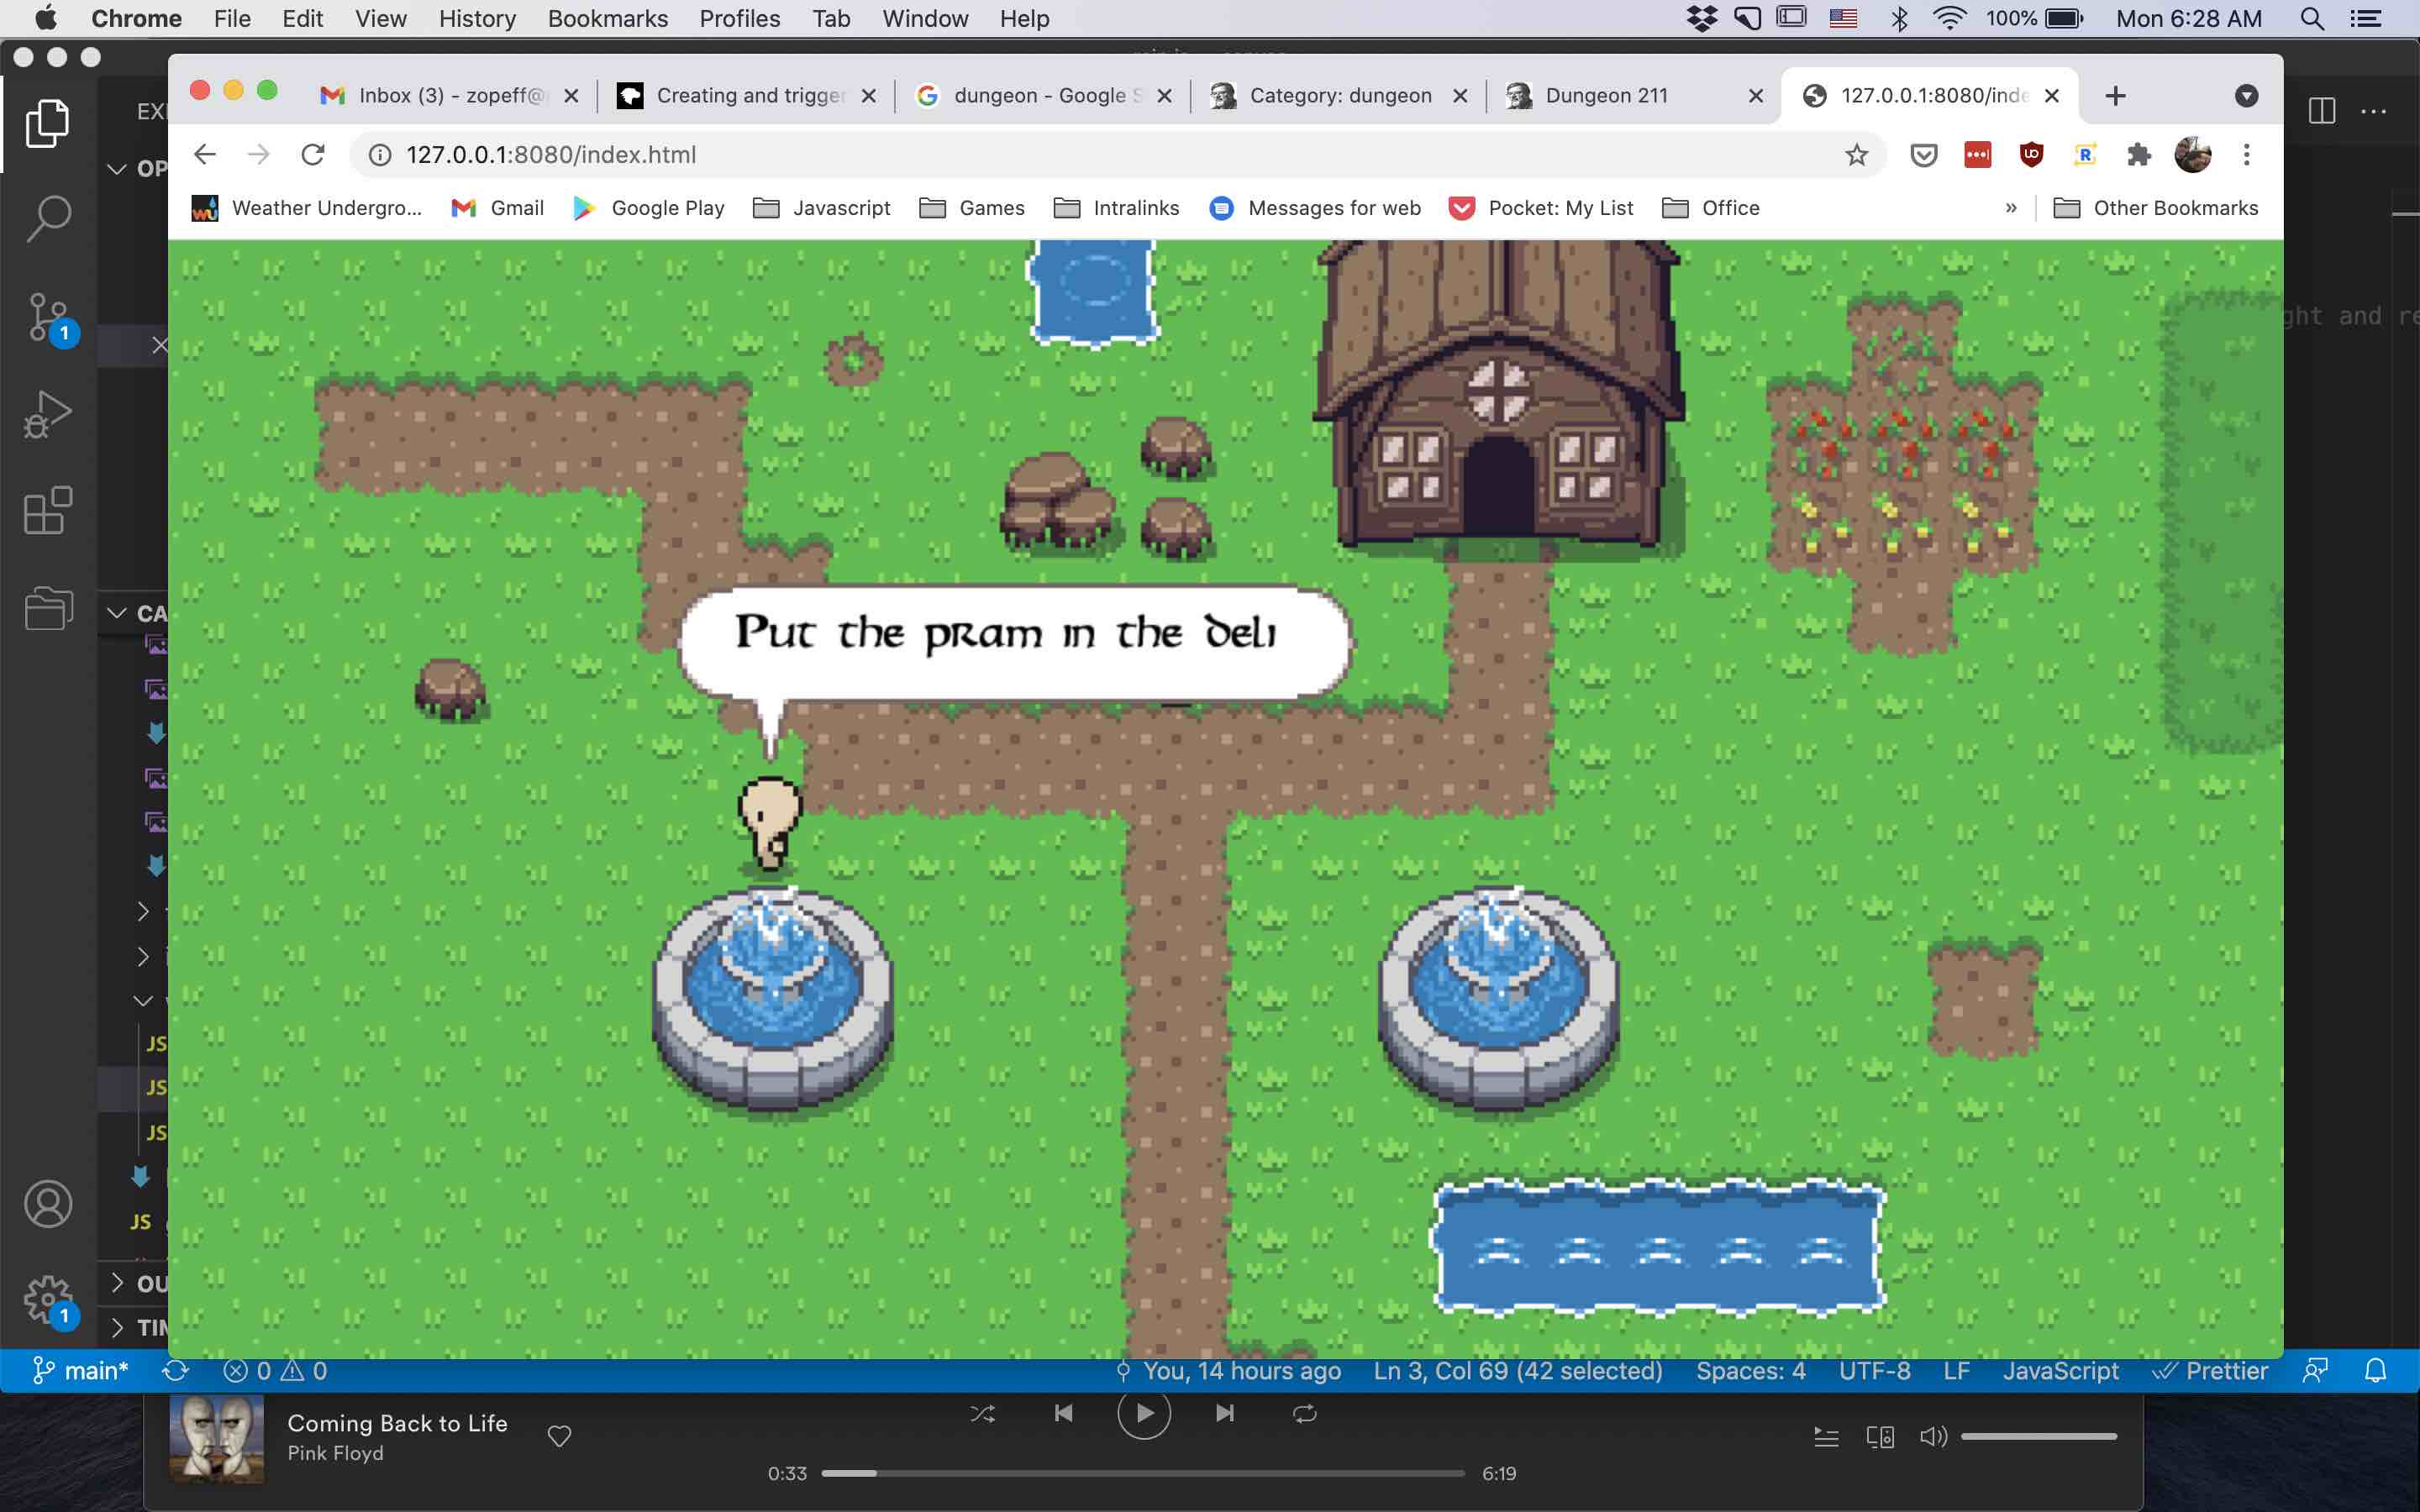 Chrome File Edit View History Bookmarks Profiles Tab Window Help 100% Mon 6:28 AM
Inbox (3) - zopeff@ Creating and trigge dungeon - Google S Category: dungeon Dungeon 211 127.0.0.1:8080/inde
EX
127.0.0.1:8080/index.html
OP
Weather Undergro... Gmail Google Play Javascript Games Intralinks Messages for web Pocket: My List Office » Other Bookmarks
ght and re
1
CA
Put the pram in the deli
JS
JS
JS
JS
OU
1
TIM
main* 0 0 You, 14 hours ago Ln 3, Col 69 (42 selected) Spaces: 4 UTF-8 LF JavaScript Prettier
Coming Back to Life
Pink Floyd
0:33 6:19